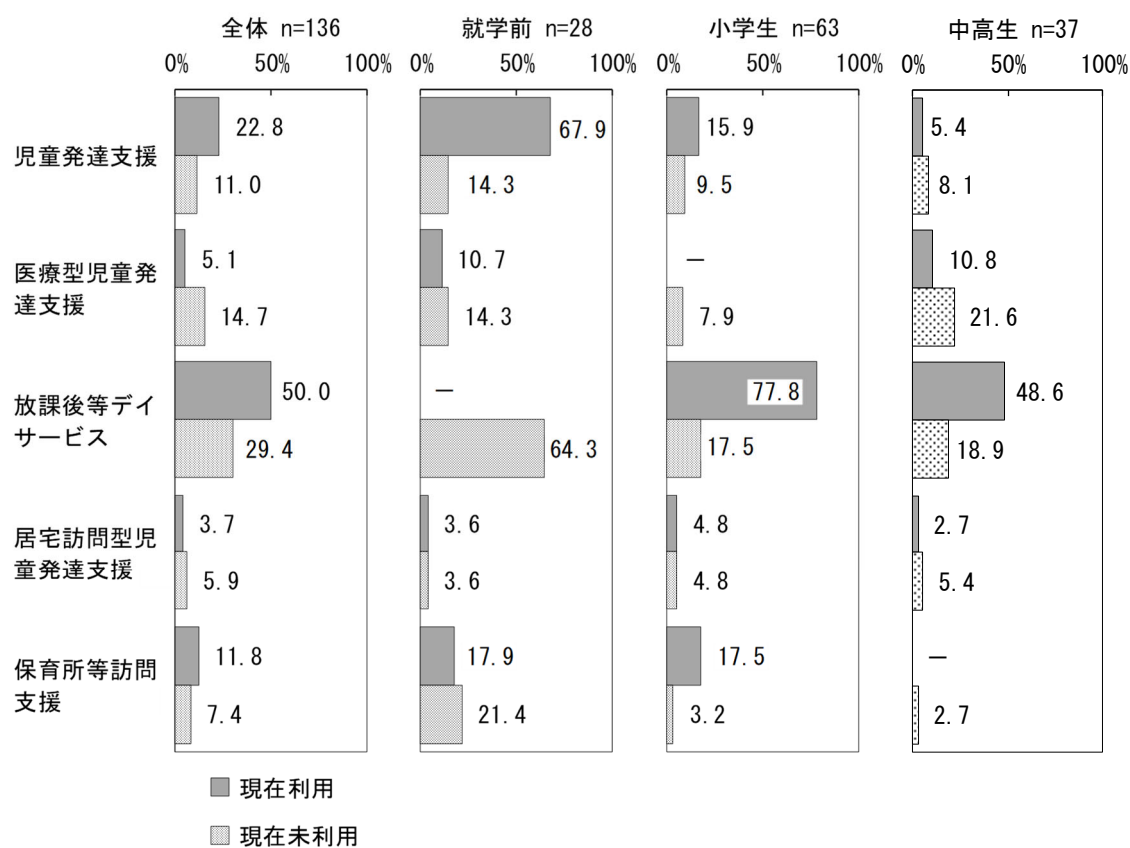 全体 n=136 就学前 n=28 小学生 n=63 中高生 n=37
0% 50% 100% 0% 50% 100% 0% 50% 100% 0% 50% 100%
児童発達支援
22.8 67.9 15.9 5.4
11.0 14.3 9.5 8.1
医療型児童発
達支援
5.1 10.7 － 10.8
14.7 14.3 7.9 21.6
放課後等デイ
サービス
50.0 － 77.8 48.6
29.4 64.3 17.5 18.9
居宅訪問型児
童発達支援
3.7 3.6 4.8 2.7
5.9 3.6 4.8 5.4
保育所等訪問
支援
11.8 17.9 17.5 －
7.4 21.4 3.2 2.7
現在利用
現在未利用